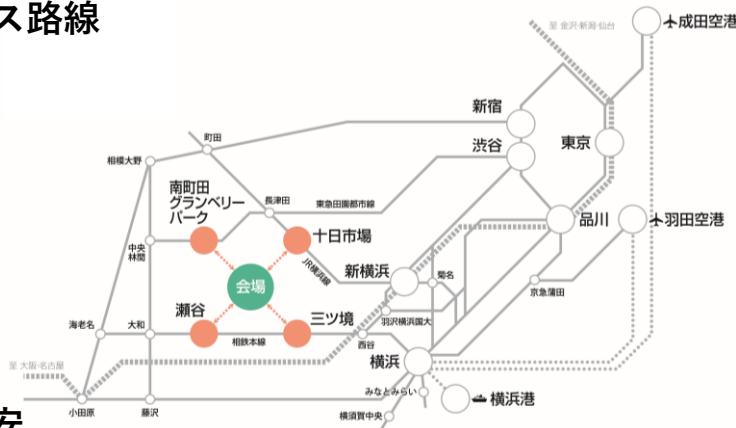 ス路線
至 金沢・新潟・仙台
成田空港
新宿
渋谷
東京
町田
相模大野
南町田
グランベリー
パーク
長津田
東急田園都市線
品川
羽田空港
中央
林間
十日市場
JR横浜線
新横浜
菊名
会場
京急蒲田
瀬谷
三ツ境
羽沢横浜国大
海老名
大和
相鉄本線
西谷
至 大阪・名古屋
横浜
みなとみらい
横浜港
小田原
藤沢
横須賀中央